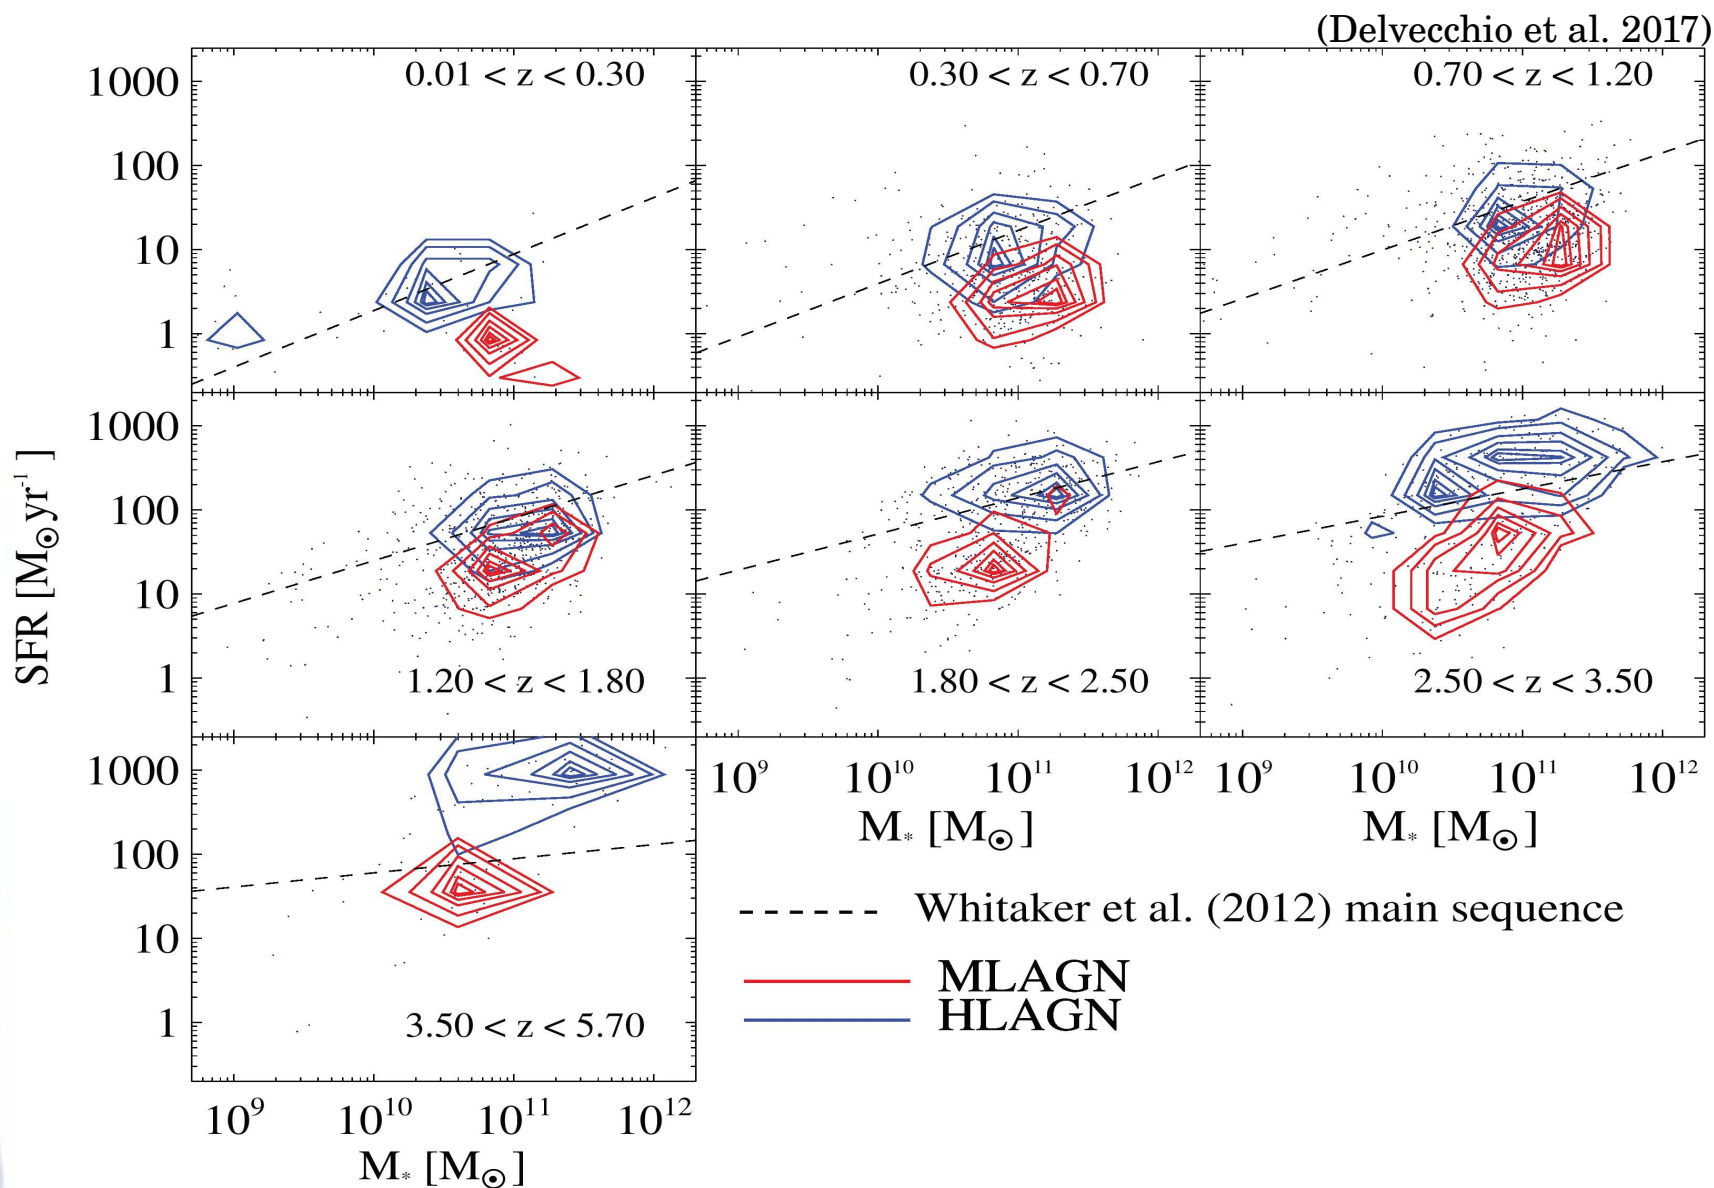 (Delvecchio et al. 2017)
0.01 < z < 0.30
0.30 < z < 0.70
0.70 < z < 1.20
1000
100
10
1
1.20 < z < 1.80
1.80 < z < 2.50
2.50 < z < 3.50
1000
100
10
1
SFR [M⊙yr⁻¹]
3.50 < z < 5.70
1000
100
10
1
10⁹ 10¹⁰ 10¹¹ 10¹²
M* [M⊙]
10⁹ 10¹⁰ 10¹¹ 10¹²
M* [M⊙]
10⁹ 10¹⁰ 10¹¹ 10¹²
M* [M⊙]
Whitaker et al. (2012) main sequence
MLAGN
HLAGN